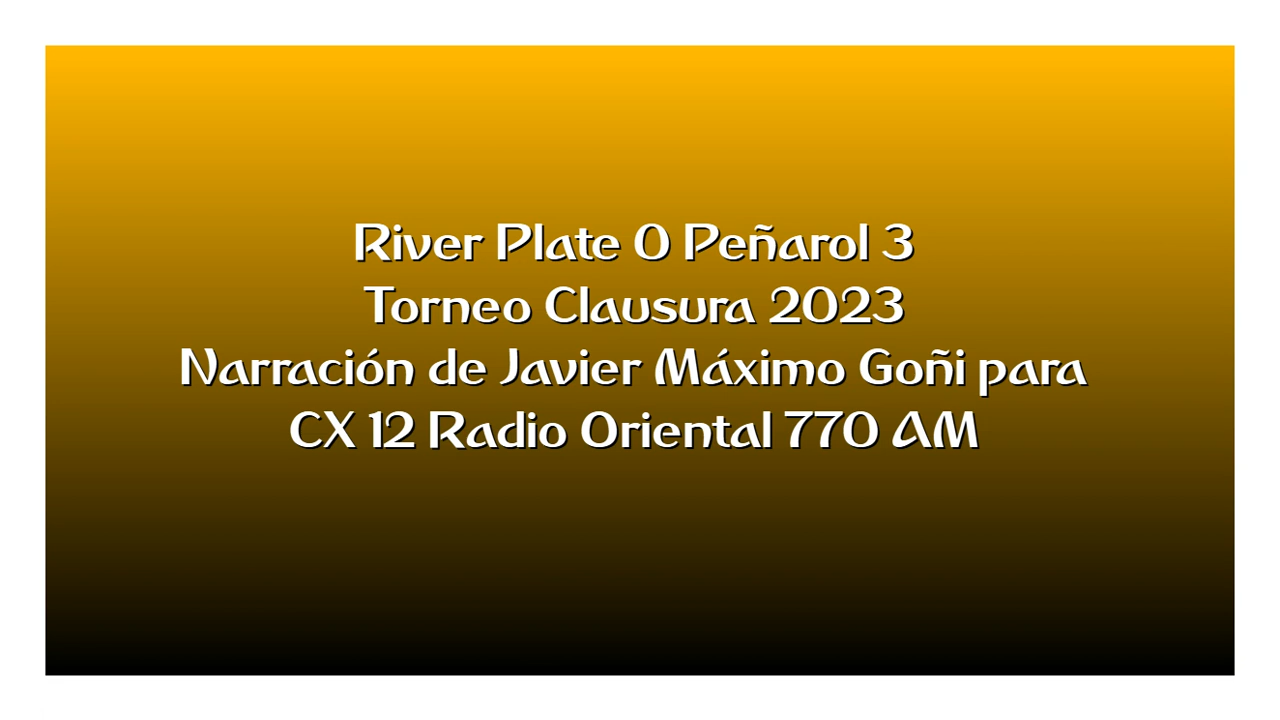 River Plate 0 Peñarol 3
Torneo Clausura 2023
Narración de Javier Máximo Goñi para
CX 12 Radio Oriental 770 AM